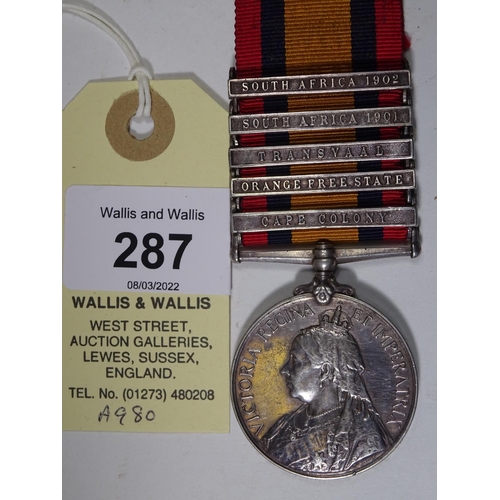 SOUTH AFRICA 1902
SOUTH AFRICA 1901
TRANSVAAL
ORANGE FREE STATE
CAPE COLONY
VICTORIA REGINA ET IMPERATRIX
Wallis and Wallis
287
08/03/2022
WALLIS & WALLIS
WEST STREET,
AUCTION GALLERIES,
LEWES, SUSSEX,
ENGLAND.
TEL. No. (01273) 480208
A980